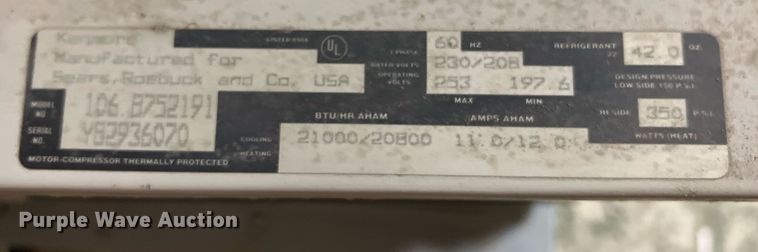 Kenmore LISTED 850A UL
Manufactured for
Sears, Roebuck and Co. USA
1 PHASE 60 HZ REFRIGERANT 22 42.0 OZ.
RATED VOLTS 230/208
OPERATING VOLTS 253 197.6
MAX MIN
DESIGN PRESSURE
LOW SIDE 150 P.S.I.
HI SIDE 350 P.S.I.
MODEL NO. 106.8752191
SERIAL NO.
BTU/HR AHAM AMPS AHAM WATTS (HEAT)
COOLING 21000/20800 11.0/12.0
HEATING
MOTOR-COMPRESSOR THERMALLY PROTECTED
Purple Wave Auction